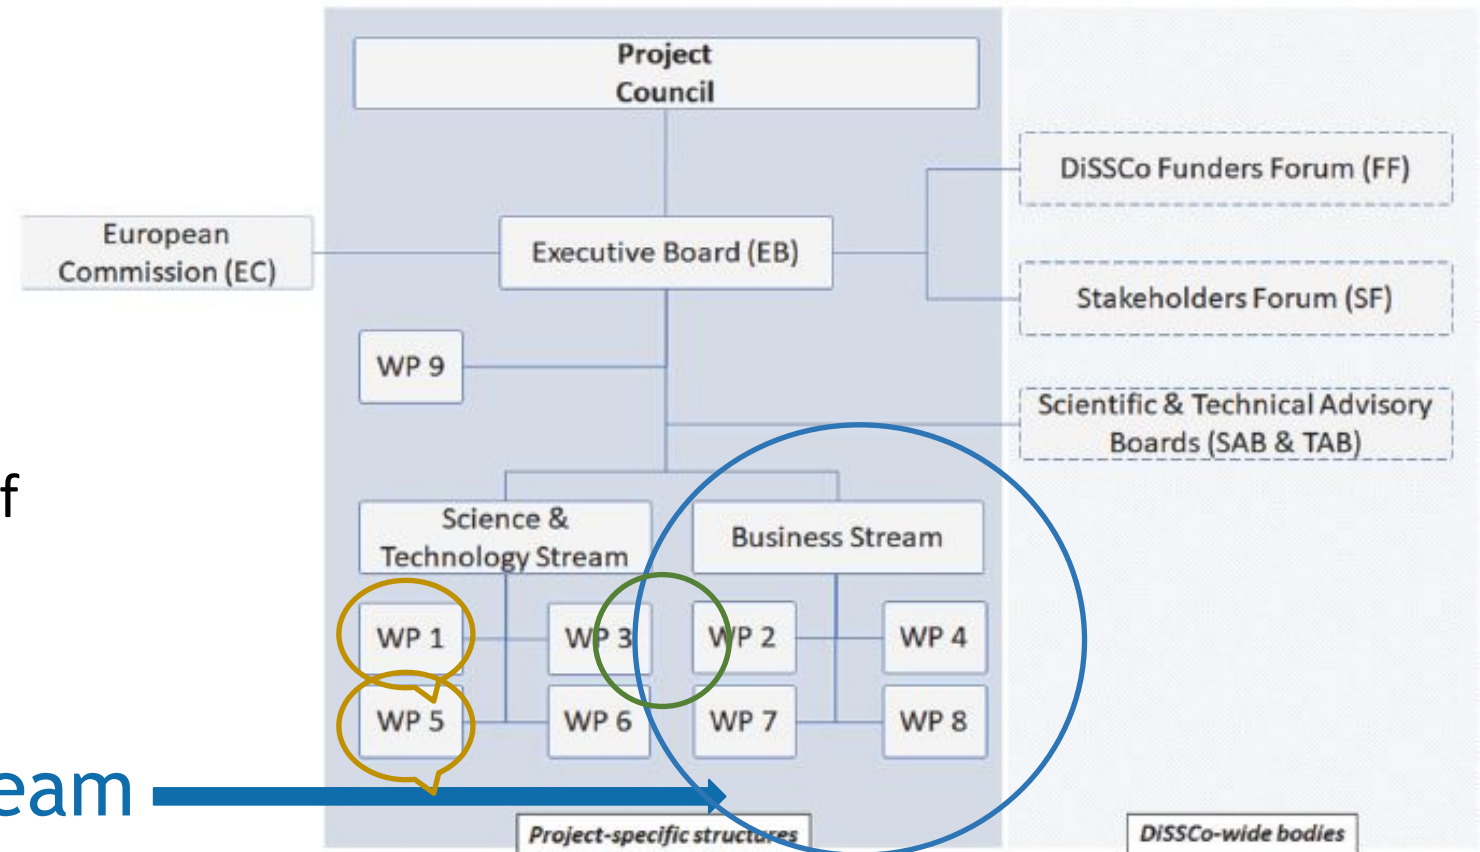 Project
Council
DiSSCo Funders Forum (FF)
European
Commission (EC)
Executive Board (EB)
Stakeholders Forum (SF)
WP 9
Scientific & Technical Advisory
Boards (SAB & TAB)
f
Science &
Technology Stream
Business Stream
WP 1
WP 3
WP 2
WP 4
WP 5
WP 6
WP 7
WP 8
eam
Project-specific structures
DiSSCo-wide bodies